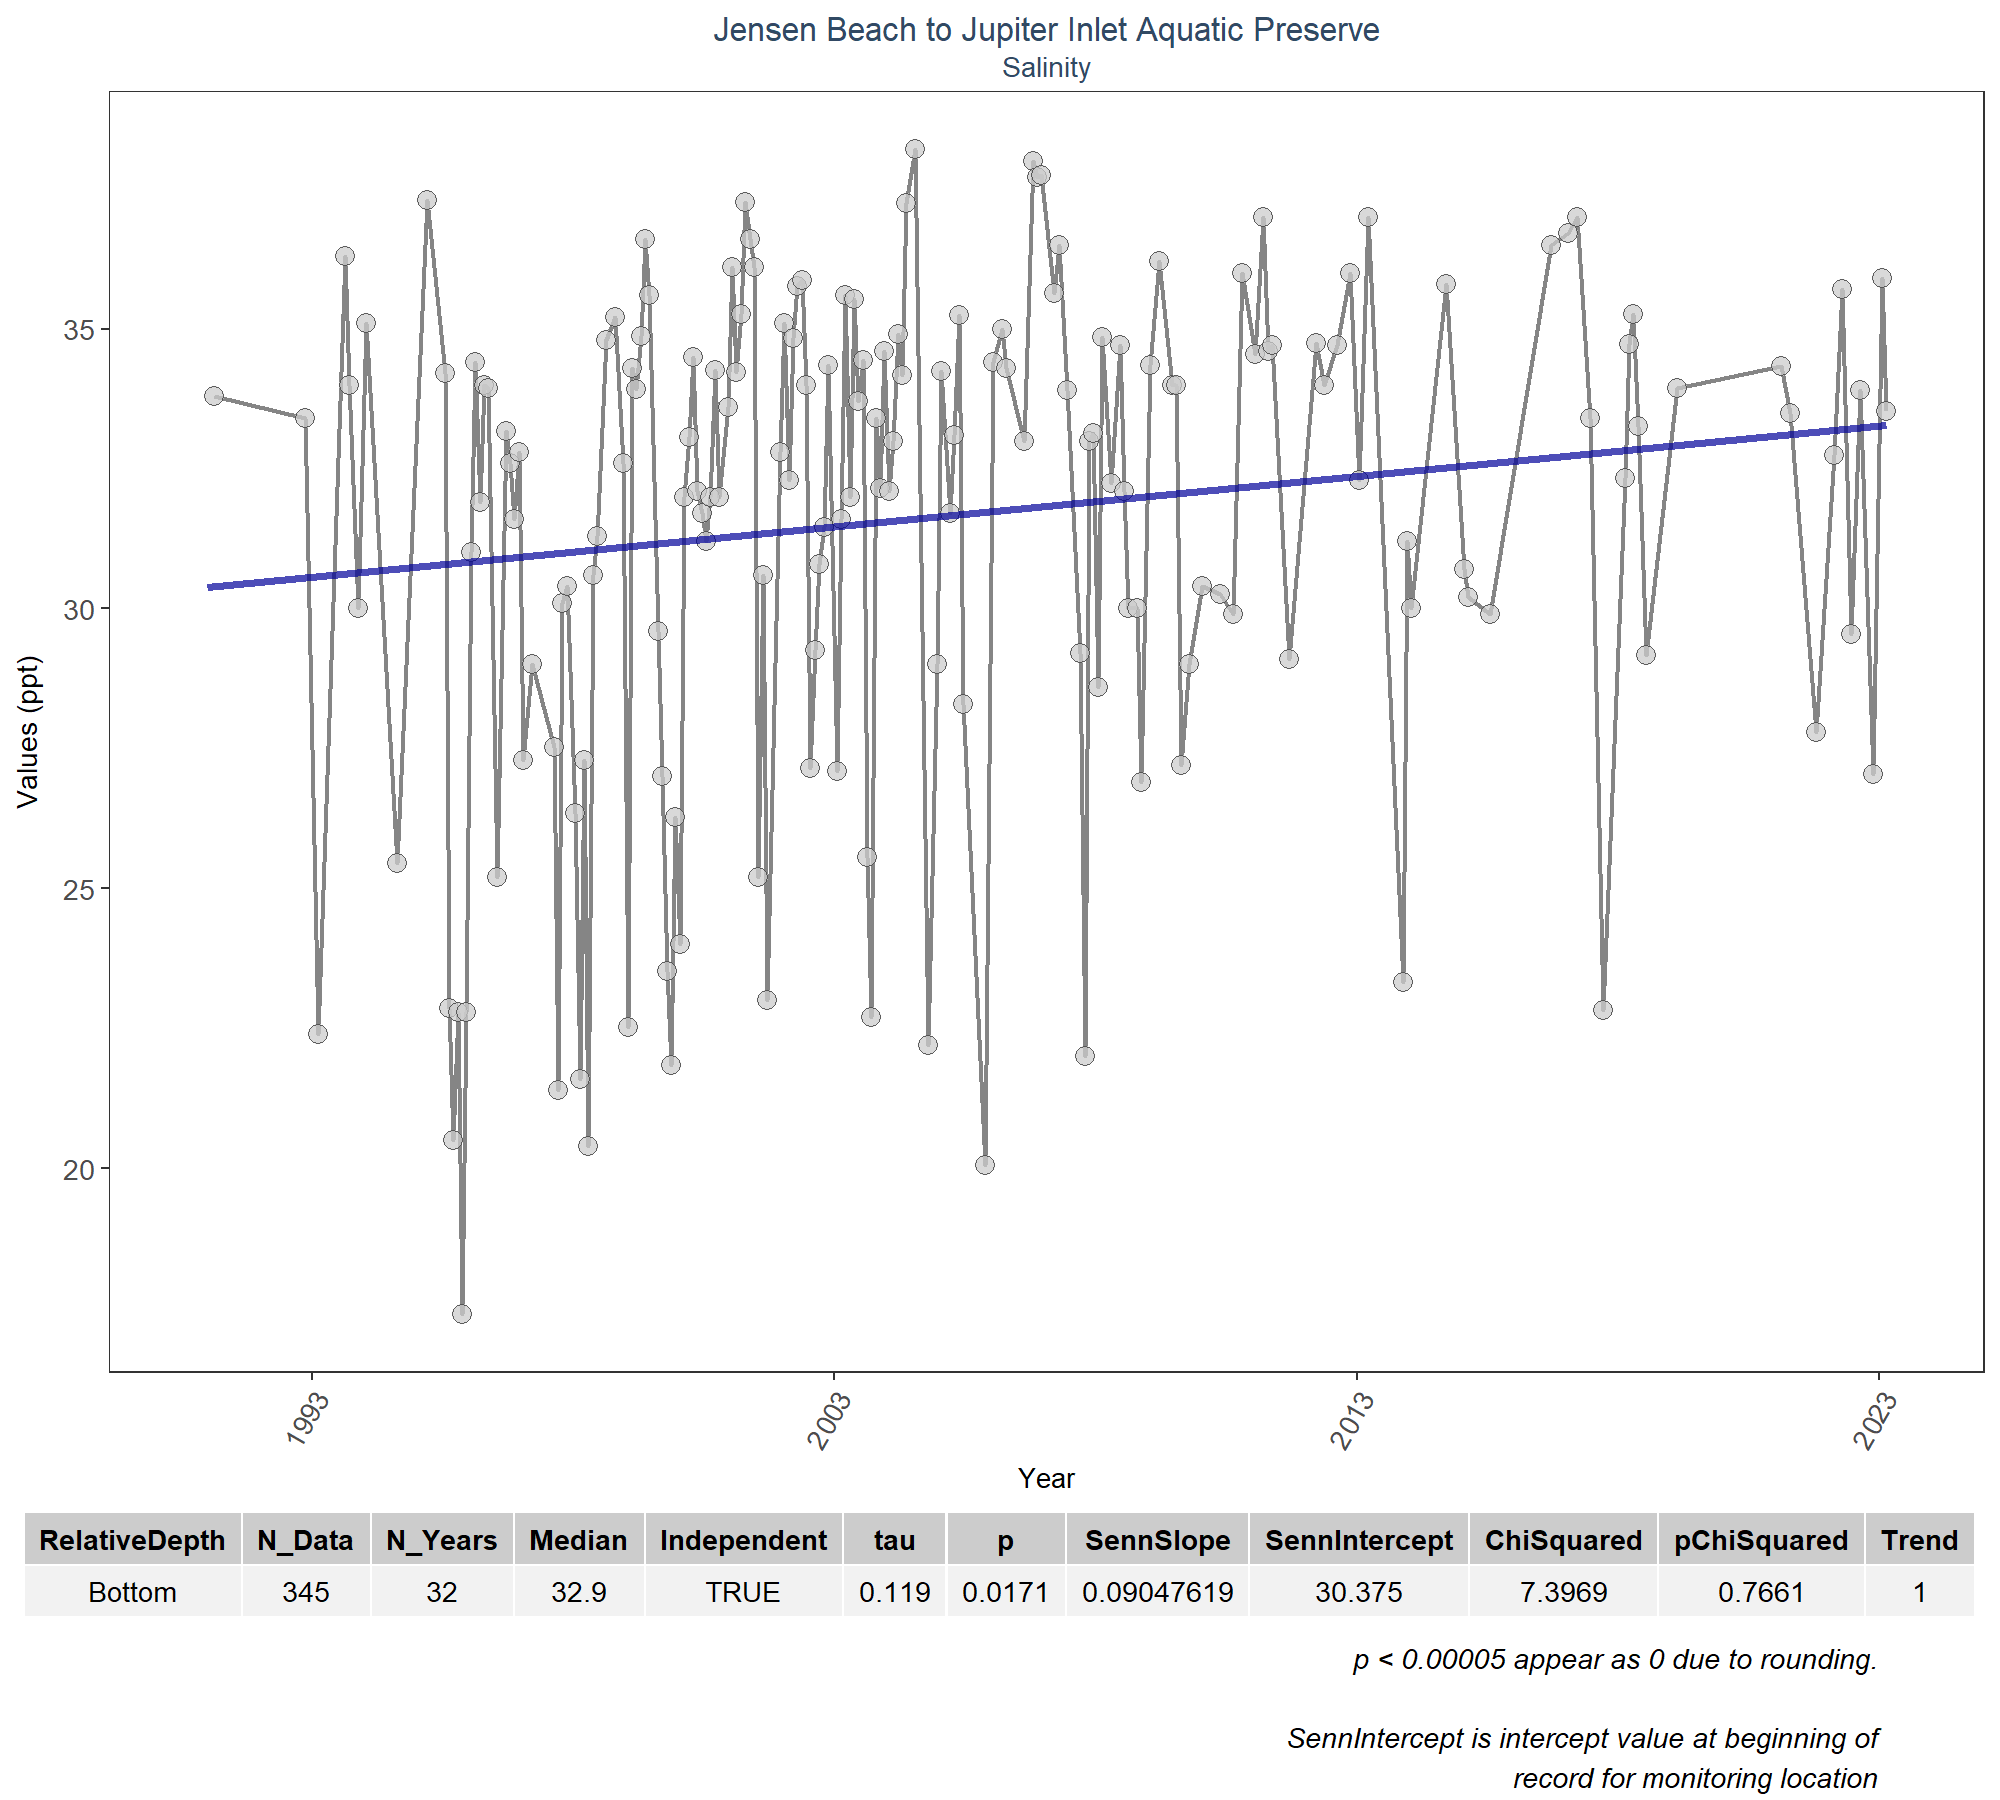 Jensen Beach to Jupiter Inlet Aquatic Preserve
Salinity
Values (ppt)
35
30
25
20
1993 2003 2013 2023
Year
RelativeDepth N_Data N_Years Median Independent tau p SennSlope SennIntercept ChiSquared pChiSquared Trend
Bottom 345 32 32.9 TRUE 0.119 0.0171 0.09047619 30.375 7.3969 0.7661 1
p < 0.00005 appear as 0 due to rounding.
SennIntercept is intercept value at beginning of
record for monitoring location